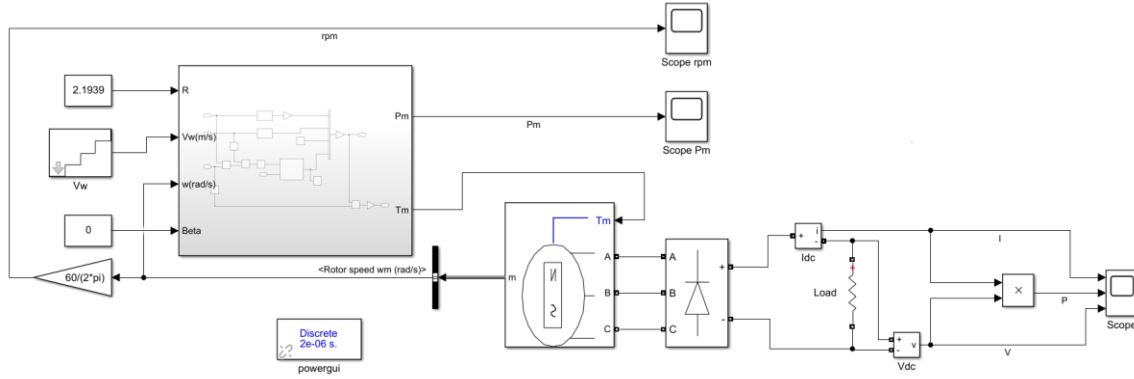 rpm
Scope rpm
2.1939
R
Pm
Pm
Scope Pm
Vw(m/s)
Vw
w(rad/s)
Tm
0
Beta
Tm
<Rotor speed wm (rad/s)>
60/(2*pi)
m
N
S
A
B
C
A
B
C
+
-
+
i
-
Idc
I
+
Load
×
P
Scope
+
-
v
Vdc
V
Discrete
2e-06 s.
powergui